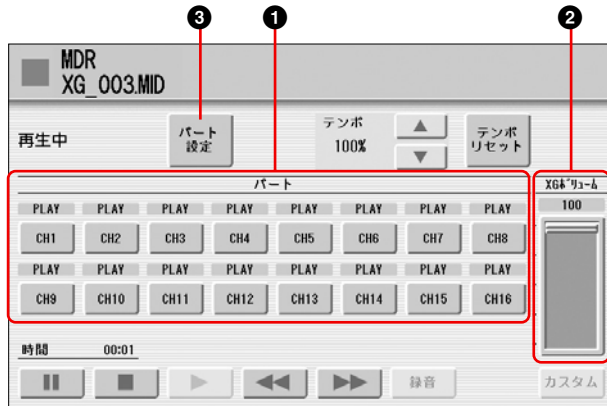 ❸ ❶ ❷
MDR
XG_003.MID
再生中
パート
設定
テンポ
100%
▲
▼
テンポ
リセット
パート
XGﾎﾞﾘｭｰﾑ
100
PLAY PLAY PLAY PLAY PLAY PLAY PLAY PLAY
CH1 CH2 CH3 CH4 CH5 CH6 CH7 CH8
PLAY PLAY PLAY PLAY PLAY PLAY PLAY PLAY
CH9 CH10 CH11 CH12 CH13 CH14 CH15 CH16
時間 00:01
録音
カスタム